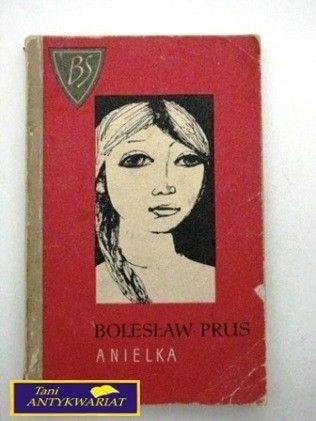 BS
BOLESŁAW PRUS
ANIELKA
Tani
ANTYKWARIAT